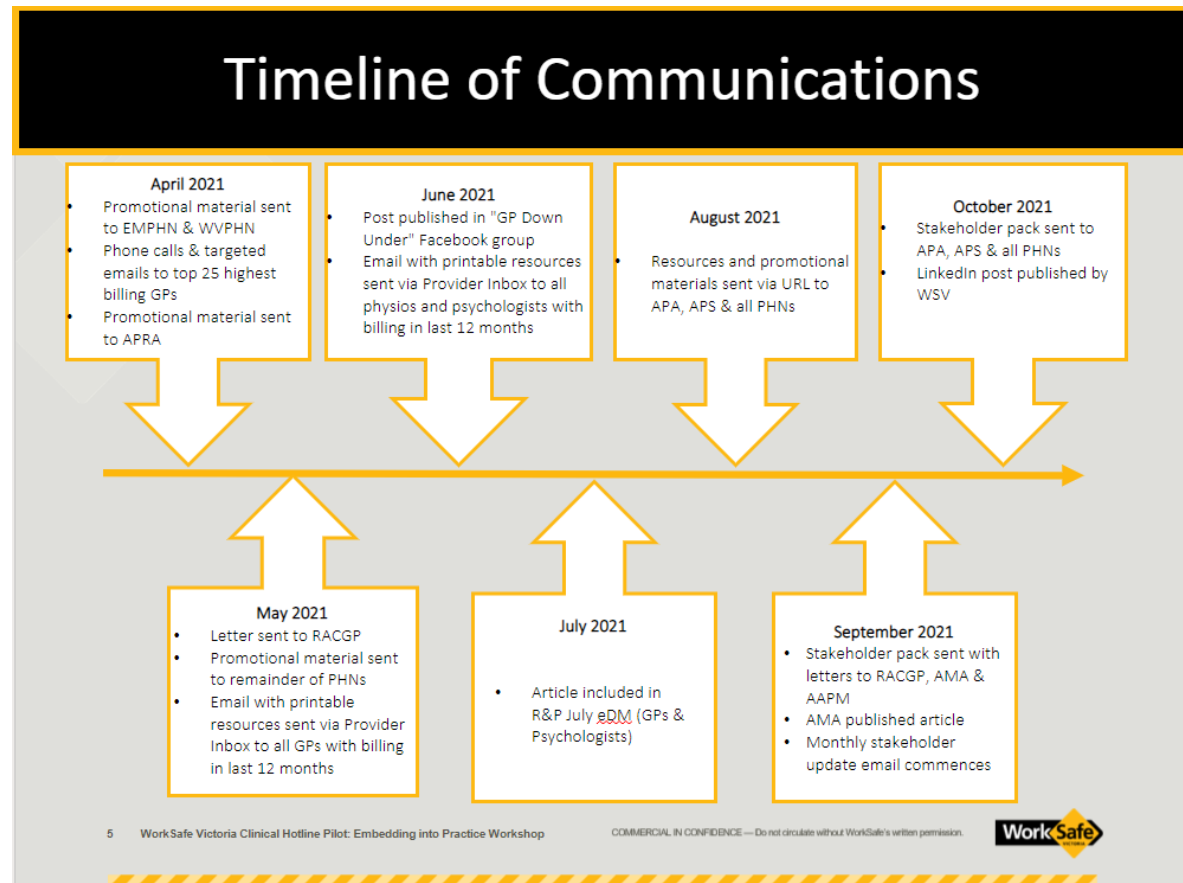 Timeline of Communications
April 2021
• Promotional material sent
to EMPHN & WVPHN
• Phone calls & targeted
emails to top 25 highest
billing GPs
• Promotional material sent
to APRA
June 2021
• Post published in "GP Down
Under" Facebook group
• Email with printable resources
sent via Provider Inbox to all
physios and psychologists with
billing in last 12 months
August 2021
• Resources and promotional
materials sent via URL to
APA, APS & all PHNs
October 2021
• Stakeholder pack sent to
APA, APS & all PHNs
• LinkedIn post published by
WSV
May 2021
• Letter sent to RACGP
• Promotional material sent
to remainder of PHNs
• Email with printable
resources sent via Provider
Inbox to all GPs with billing
in last 12 months
July 2021
• Article included in
R&P July eDM (GPs &
Psychologists)
September 2021
• Stakeholder pack sent with
letters to RACGP, AMA &
AAPM
• AMA published article
• Monthly stakeholder
update email commences
5 WorkSafe Victoria Clinical Hotline Pilot: Embedding into Practice Workshop
COMMERCIAL IN CONFIDENCE — Do not circulate without WorkSafe's written permission.
WorkSafe
VICTORIA